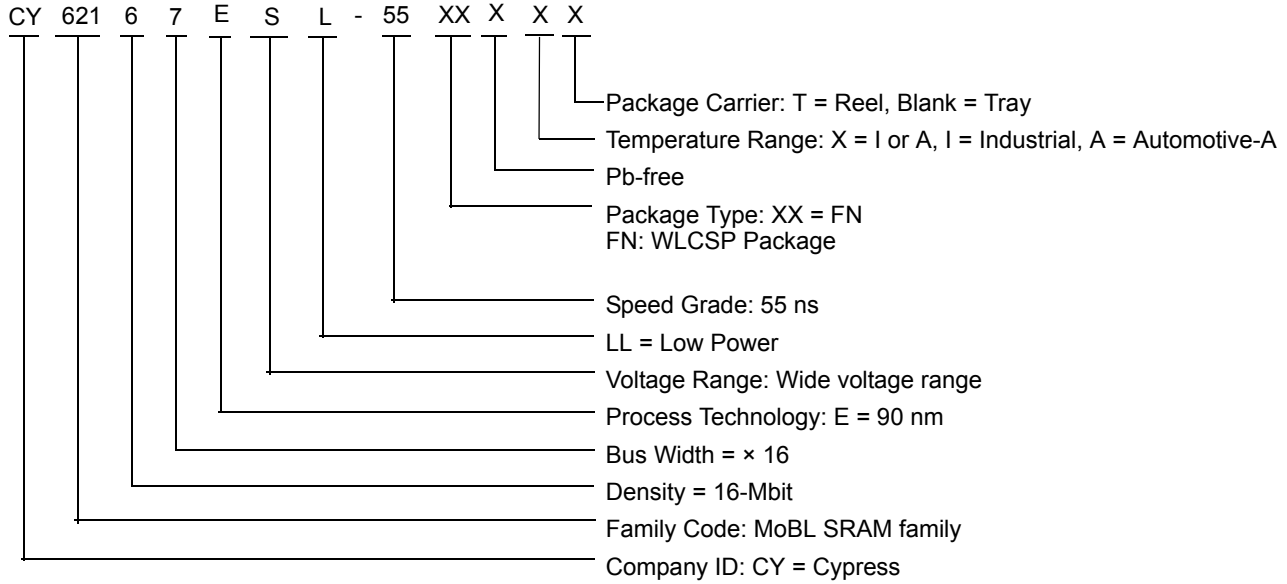 CY 621 6 7 E S L - 55 XX X X X
Package Carrier: T = Reel, Blank = Tray
Temperature Range: X = I or A, I = Industrial, A = Automotive-A
Pb-free
Package Type: XX = FN
FN: WLCSP Package
Speed Grade: 55 ns
LL = Low Power
Voltage Range: Wide voltage range
Process Technology: E = 90 nm
Bus Width = × 16
Density = 16-Mbit
Family Code: MoBL SRAM family
Company ID: CY = Cypress